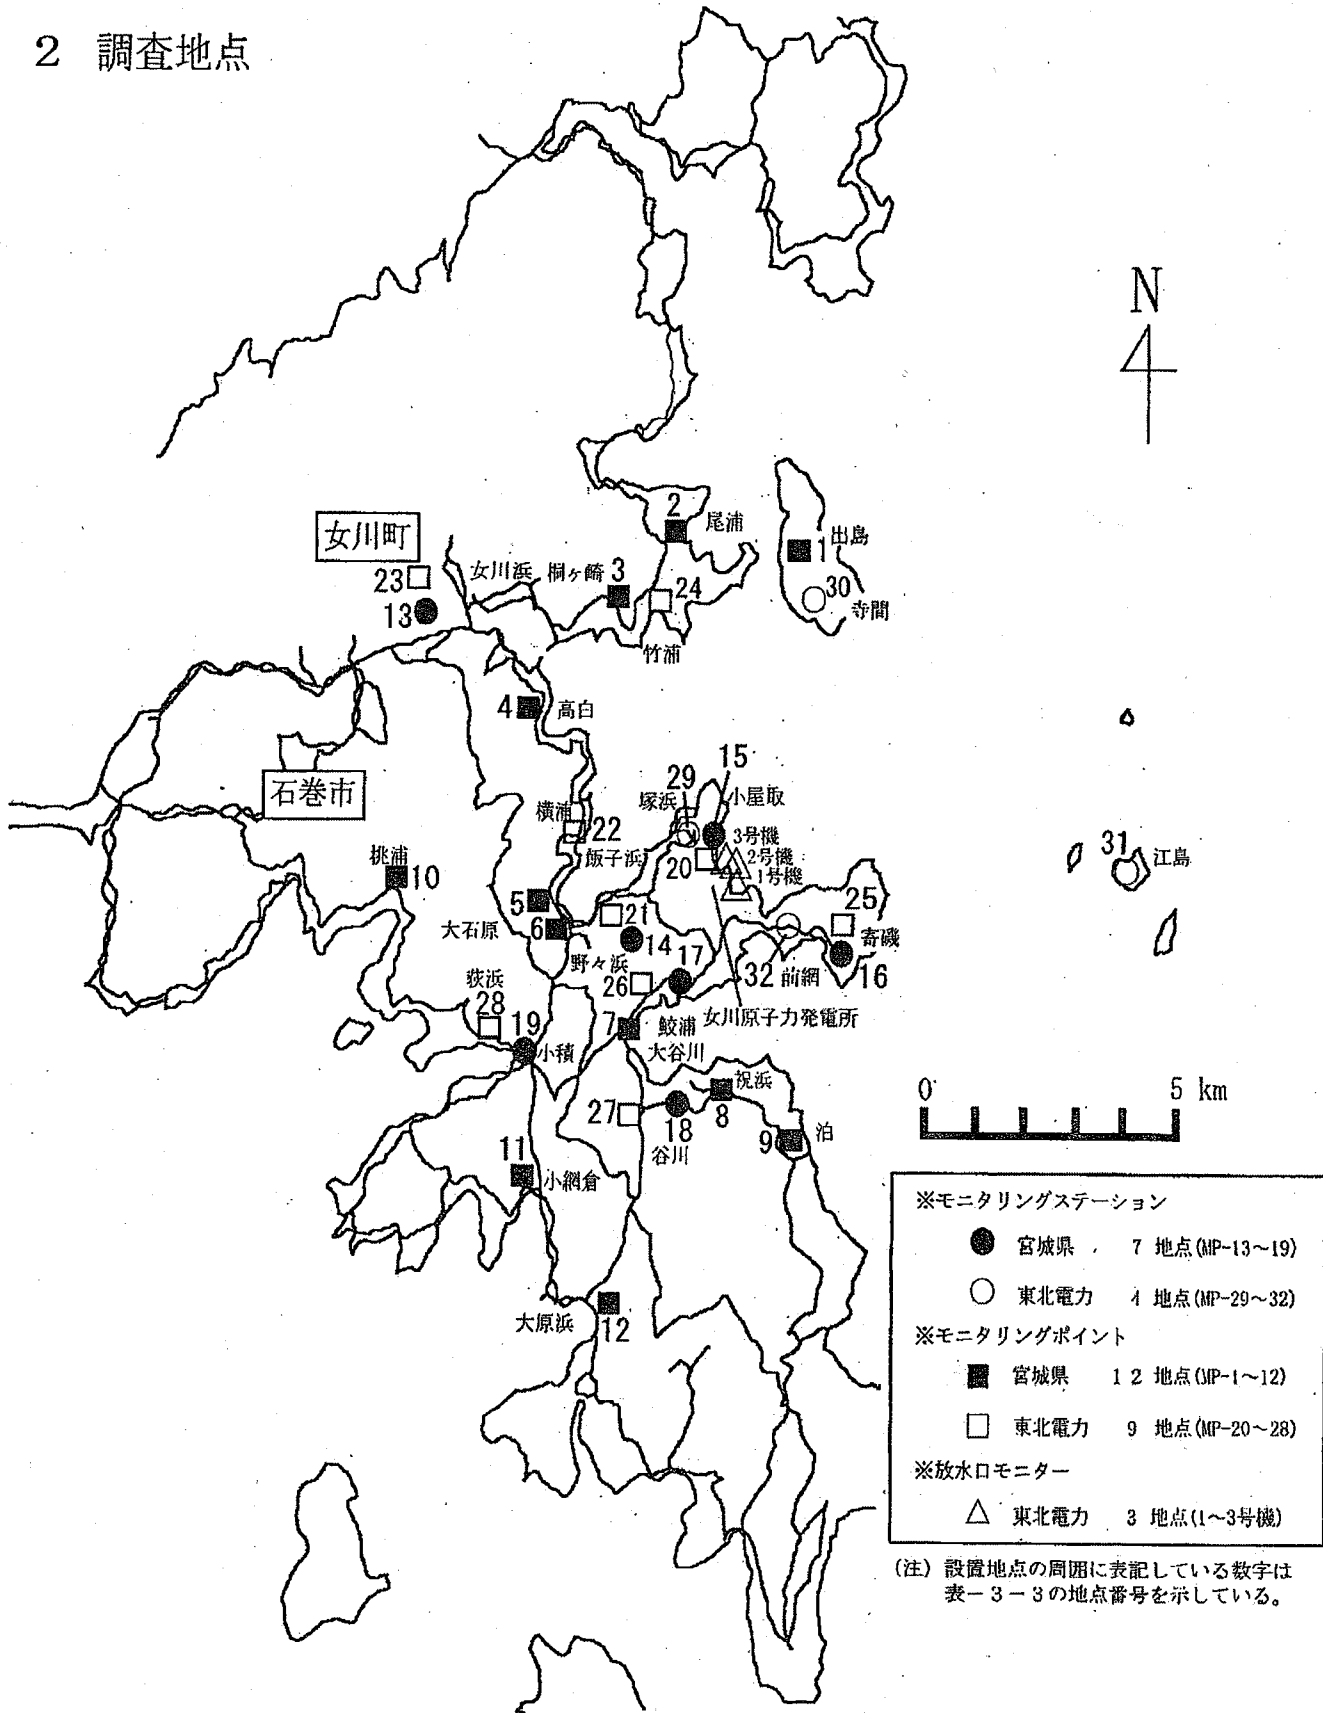 2 調査地点
N
2
尾浦
1
出島
女川町
23
女川浜
桐ヶ崎
3
24
30
寺間
13
竹浦
4
高白
15
29
塚浜
小屋取
石巻市
横浦
22
3号機
2号機
1号機
31
江島
飯子浜
20
桃浦
10
25
5
大石原
6
21
14
17
寄磯
野々浜
26
32
前網
16
荻浜
28
19
小積
7
鮫浦
女川原子力発電所
大谷川
祝浜
8
0 5 km
27
18
谷川
9
泊
11
小網倉
大原浜
12
※モニタリングステーション
● 宮城県 7 地点(MP-13～19)
○ 東北電力 4 地点(MP-29～32)
※モニタリングポイント
■ 宮城県 12 地点(MP-1～12)
□ 東北電力 9 地点(MP-20～28)
※放水口モニター
△ 東北電力 3 地点(1～3号機)
(注) 設置地点の周囲に表記している数字は
表－3－3の地点番号を示している。